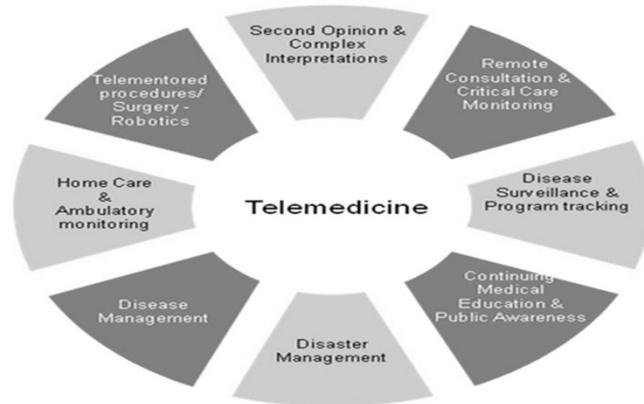 Second Opinion &
Complex
Interpretations
Remote
Consultation &
Critical Care
Monitoring
Disease
Surveillance &
Program tracking
Continuing
Medical
Education &
Public Awareness
Disaster
Management
Disease
Management
Home Care
&
Ambulatory
monitoring
Telementored
procedures/
Surgery -
Robotics
Telemedicine